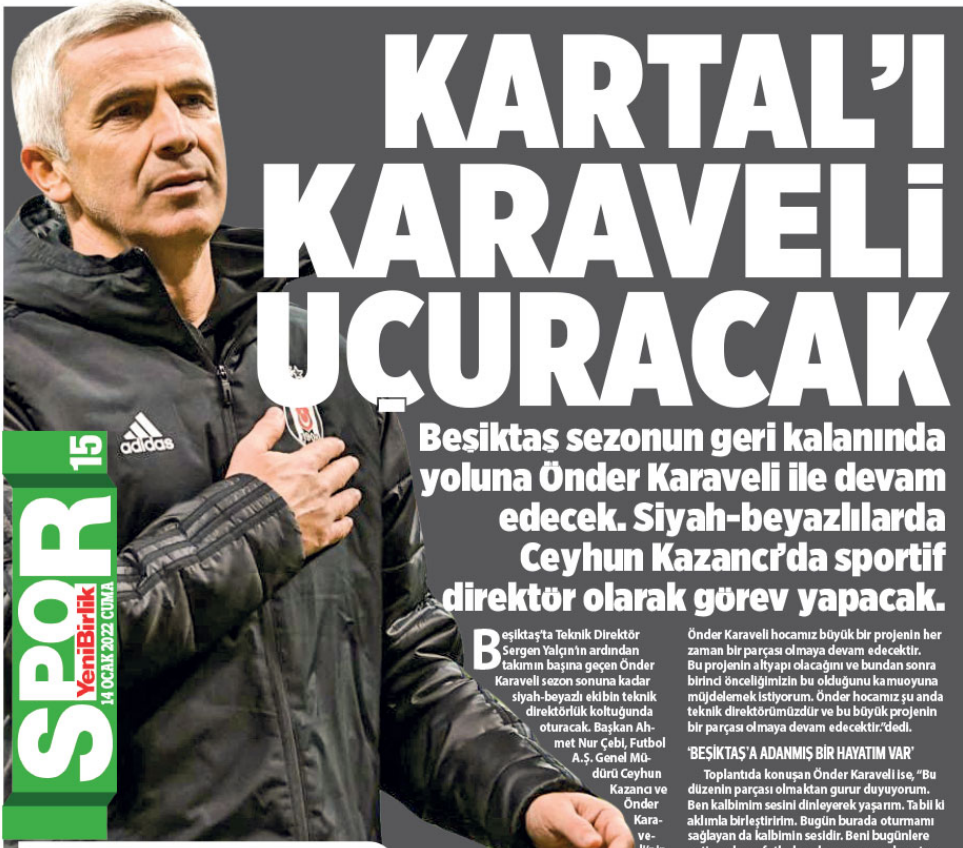 KARTAL'I
KARAVELİ
UÇURACAK
Beşiktaş sezonun geri kalanında
yoluna Önder Karaveli ile devam
edecek. Siyah-beyazlılarda
Ceyhun Kazancı'da sportif
direktör olarak görev yapacak.
adidas
15
SPOR
YeniBirlik
14 OCAK 2022 CUMA
Beşiktaş'ta Teknik Direktör
Sergen Yalçın'ın ardından
takımın başına geçen Önder
Karaveli sezon sonuna kadar
siyah-beyazlı ekibin teknik
direktörlük koltuğunda
oturacak. Başkan Ah-
met Nur Çebi, Futbol
A.Ş. Genel Mü-
dürü Ceyhun
Kazancı ve
Önder
Kara-
ve-
Önder Karaveli hocamız büyük bir projenin her
zaman bir parçası olmaya devam edecektir.
Bu projenin altyapı olacağını ve bundan sonra
birinci önceliğimizin bu olduğunu kamuoyuna
müjdelemek istiyorum. Önder hocamız şu anda
teknik direktörümüzdür ve bu büyük projenin
bir parçası olmaya devam edecektir."dedi.
'BEŞİKTAŞ'A ADANMIŞ BİR HAYATIM VAR'
Toplantıda konuşan Önder Karaveli ise, "Bu
düzenin parçası olmaktan gurur duyuyorum.
Ben kalbimim sesini dinleyerek yaşarım. Tabii ki
aklımla birleştiririm. Bugün burada oturmamı
sağlayan da kalbimin sesidir. Beni bugünlere